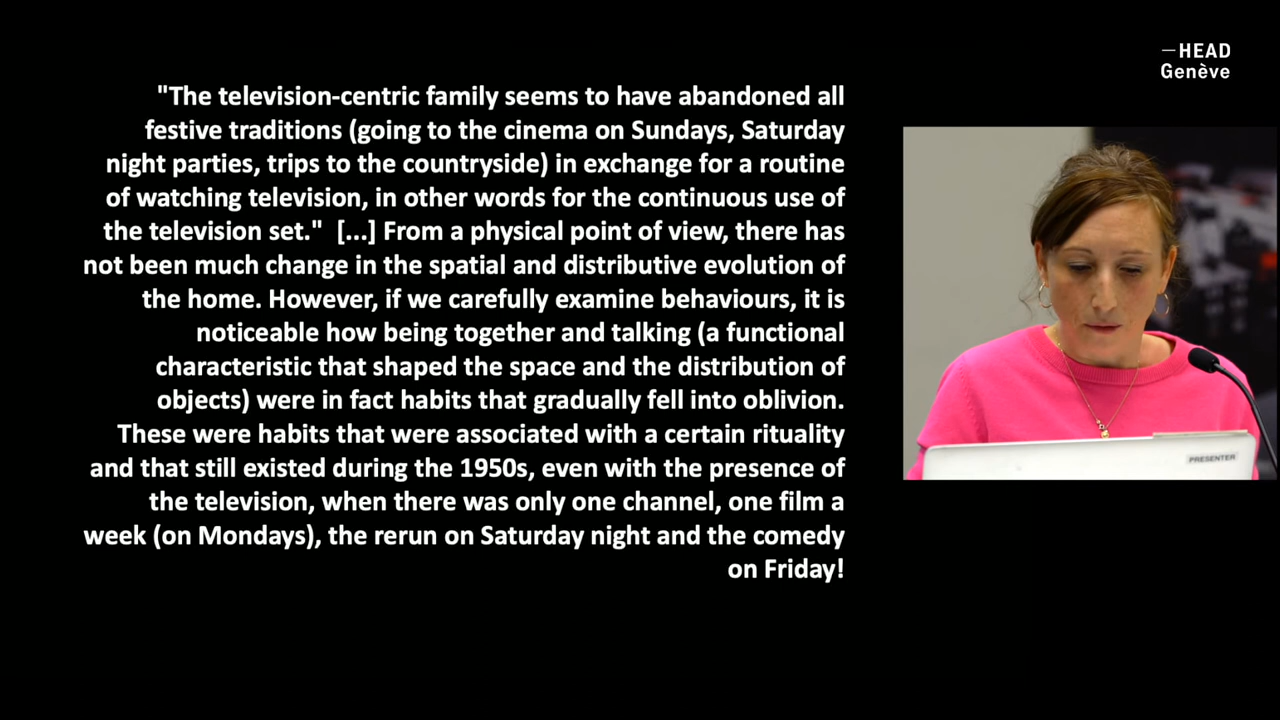 —HEAD
Genève
"The television-centric family seems to have abandoned all
festive traditions (going to the cinema on Sundays, Saturday
night parties, trips to the countryside) in exchange for a routine
of watching television, in other words for the continuous use of
the television set."  [...] From a physical point of view, there has
not been much change in the spatial and distributive evolution of
the home. However, if we carefully examine behaviours, it is
noticeable how being together and talking (a functional
characteristic that shaped the space and the distribution of
objects) were in fact habits that gradually fell into oblivion.
These were habits that were associated with a certain rituality
and that still existed during the 1950s, even with the presence of
the television, when there was only one channel, one film a
week (on Mondays), the rerun on Saturday night and the comedy
on Friday!
PRESENTER